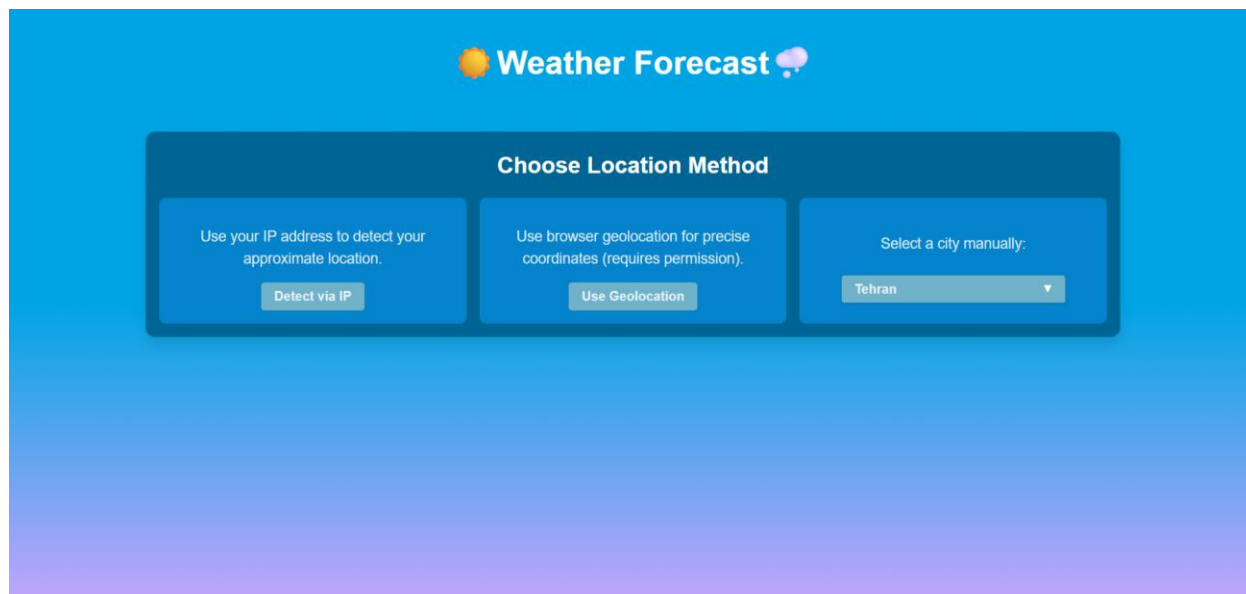 Weather Forecast
Choose Location Method
Use your IP address to detect your
approximate location.
Detect via IP
Use browser geolocation for precise
coordinates (requires permission).
Use Geolocation
Select a city manually:
Tehran